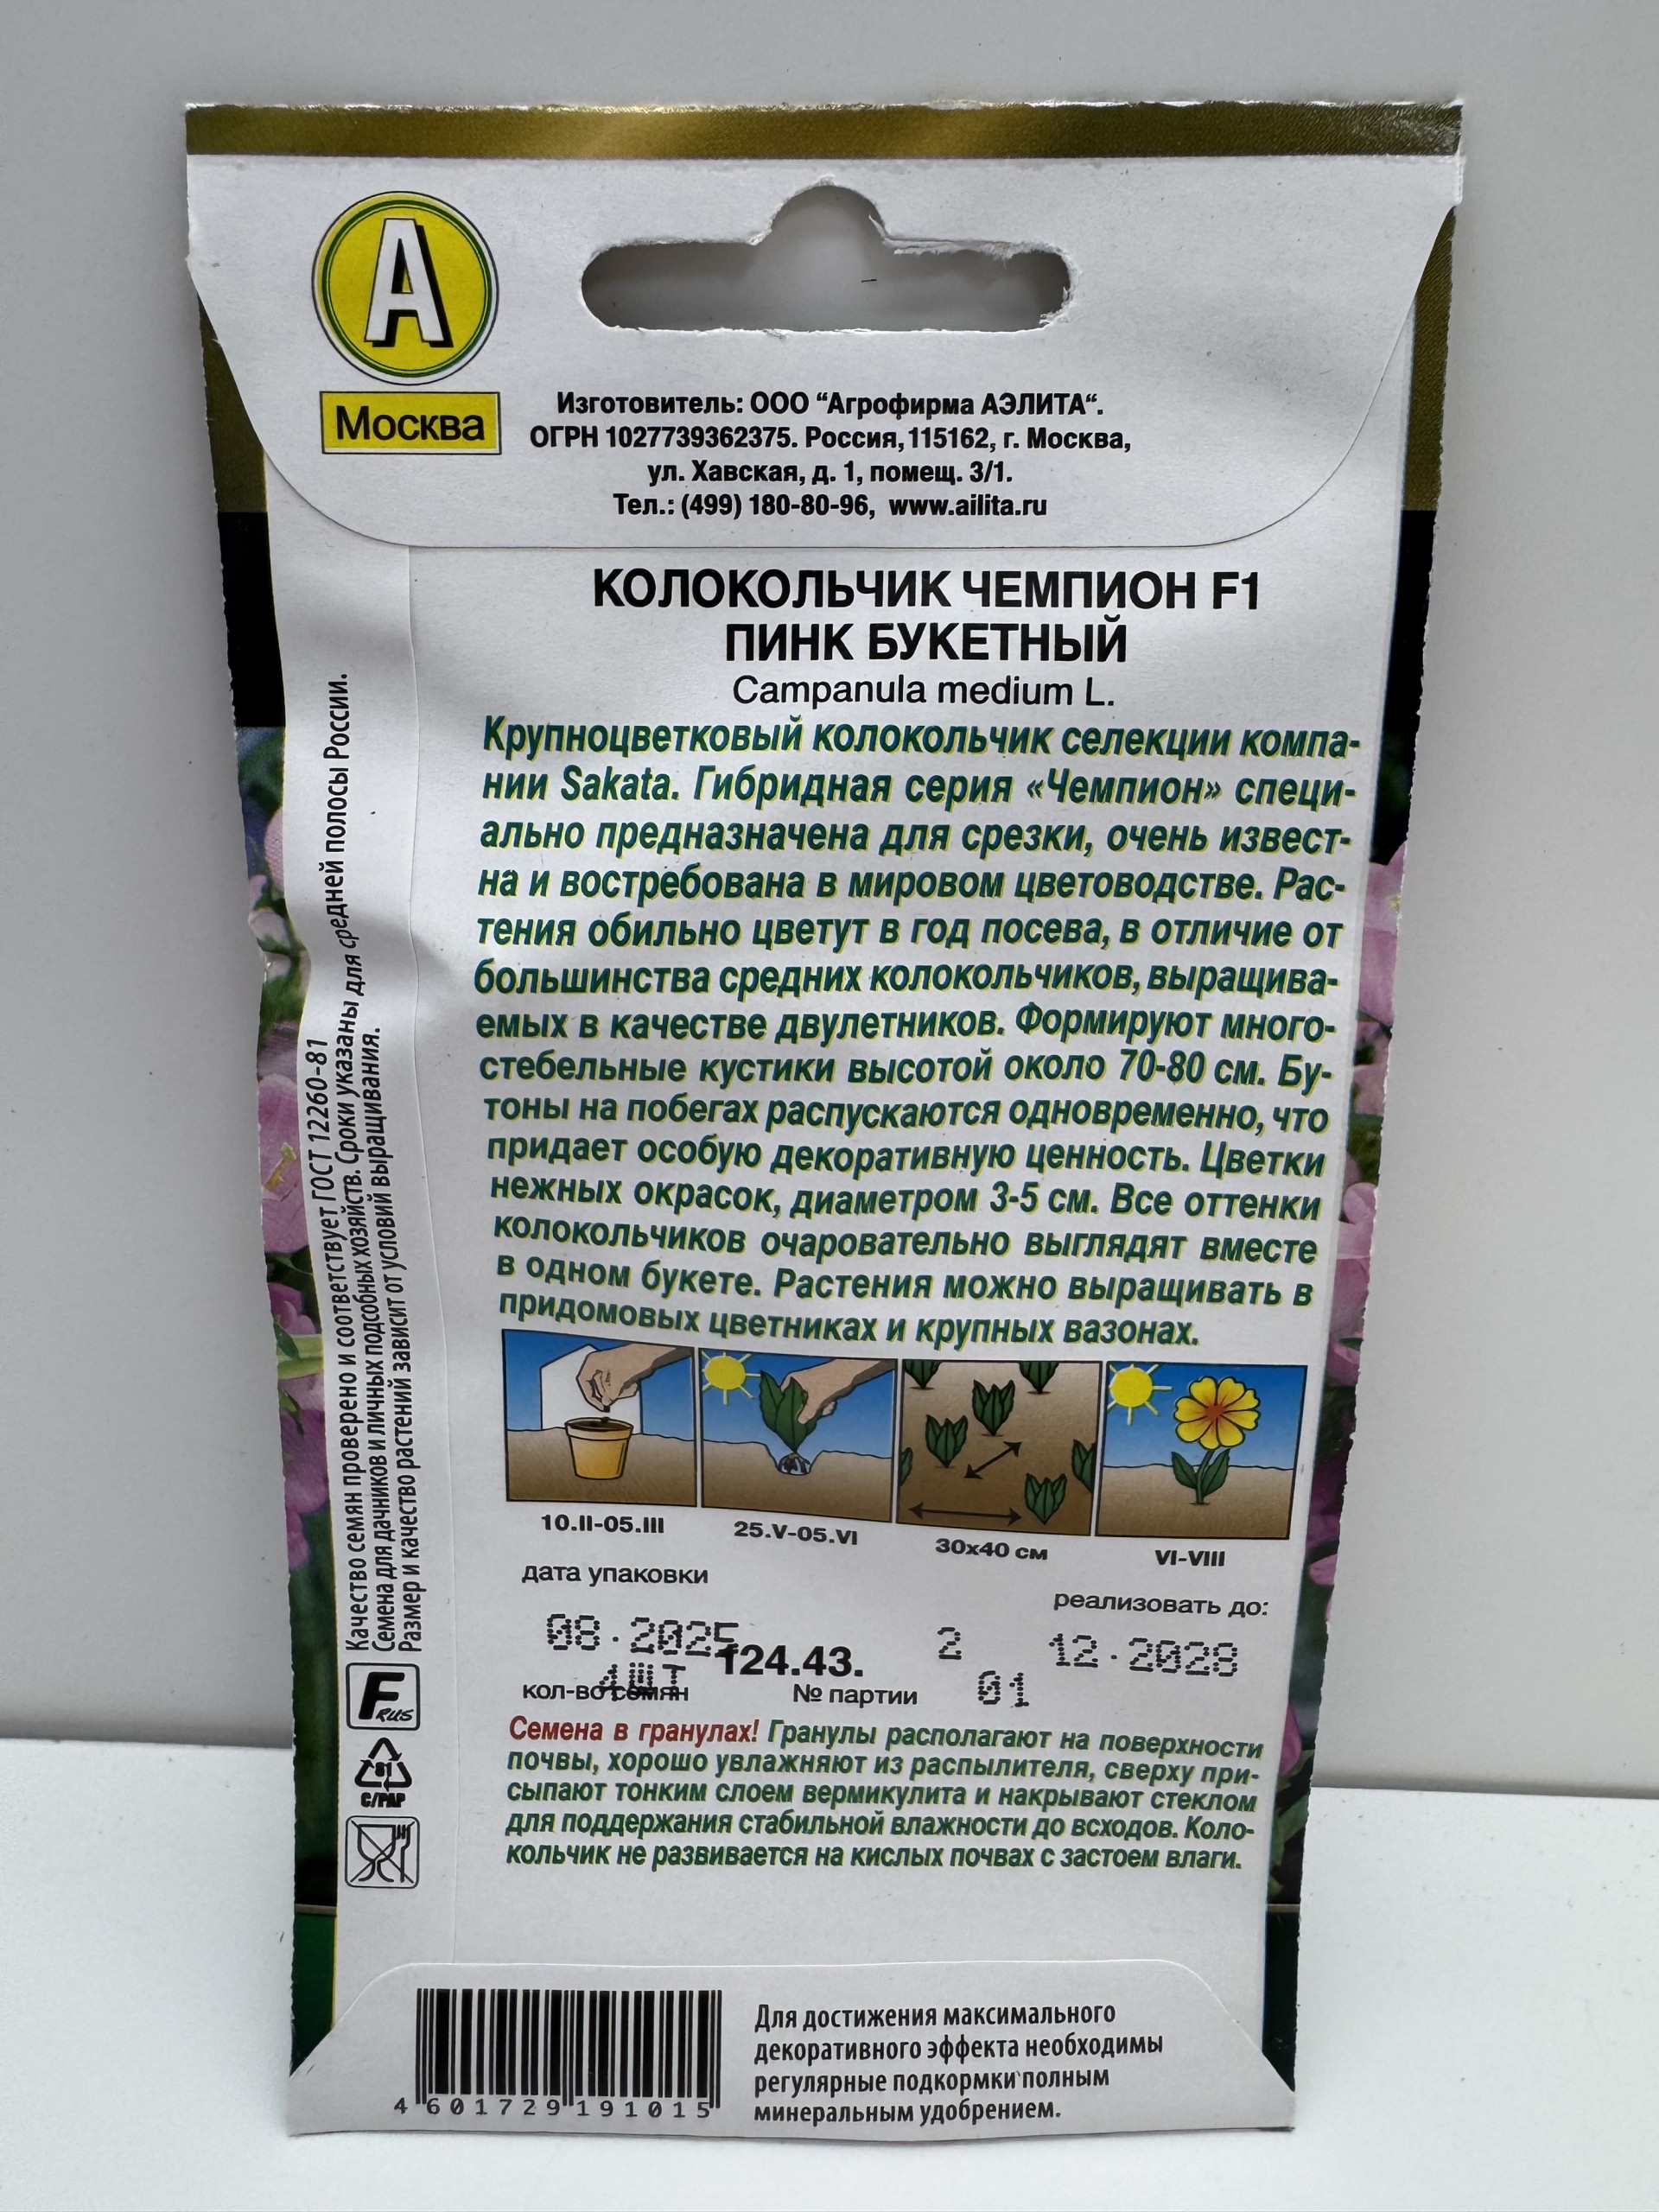 А
Москва
Изготовитель: ООО “Агрофирма АЭЛИТА“.
ОГРН 1027739362375. Россия, 115162, г. Москва,
ул. Хавская, д. 1, помещ. 3/1.
Тел.: (499) 180-80-96, www.ailita.ru
КОЛОКОЛЬЧИК ЧЕМПИОН F1
ПИНК БУКЕТНЫЙ
Campanula medium L.
Крупноцветковый колокольчик селекции компа-
нии Sakata. Гибридная серия «Чемпион» специ-
ально предназначена для срезки, очень извест-
на и востребована в мировом цветоводстве. Рас-
тения обильно цветут в год посева, в отличие от
большинства средних колокольчиков, выращива-
емых в качестве двулетников. Формируют много-
стебельные кустики высотой около 70-80 см. Бу-
тоны на побегах распускаются одновременно, что
придает особую декоративную ценность. Цветки
нежных окрасок, диаметром 3-5 см. Все оттенки
колокольчиков очаровательно выглядят вместе
в одном букете. Растения можно выращивать в
придомовых цветниках и крупных вазонах.
10.II-05.III
25.V-05.VI
30х40 см
VI-VIII
дата упаковки
реализовать до:
08.2025
124.43.
2
12.2028
4ШТ
01
кол-во семян
№ партии
Семена в гранулах! Гранулы располагают на поверхности
почвы, хорошо увлажняют из распылителя, сверху при-
сыпают тонким слоем вермикулита и накрывают стеклом
для поддержания стабильной влажности до всходов. Коло-
кольчик не развивается на кислых почвах с застоем влаги.
Качество семян проверено и соответствует ГОСТ 12260-81
Семена для дачников и личных подсобных хозяйств. Сроки указаны для средней полосы России.
Размер и качество растений зависит от условий выращивания.
F RUS
81
C/PAP
4 601729 191015
Для достижения максимального
декоративного эффекта необходимы
регулярные подкормки полным
минеральным удобрением.